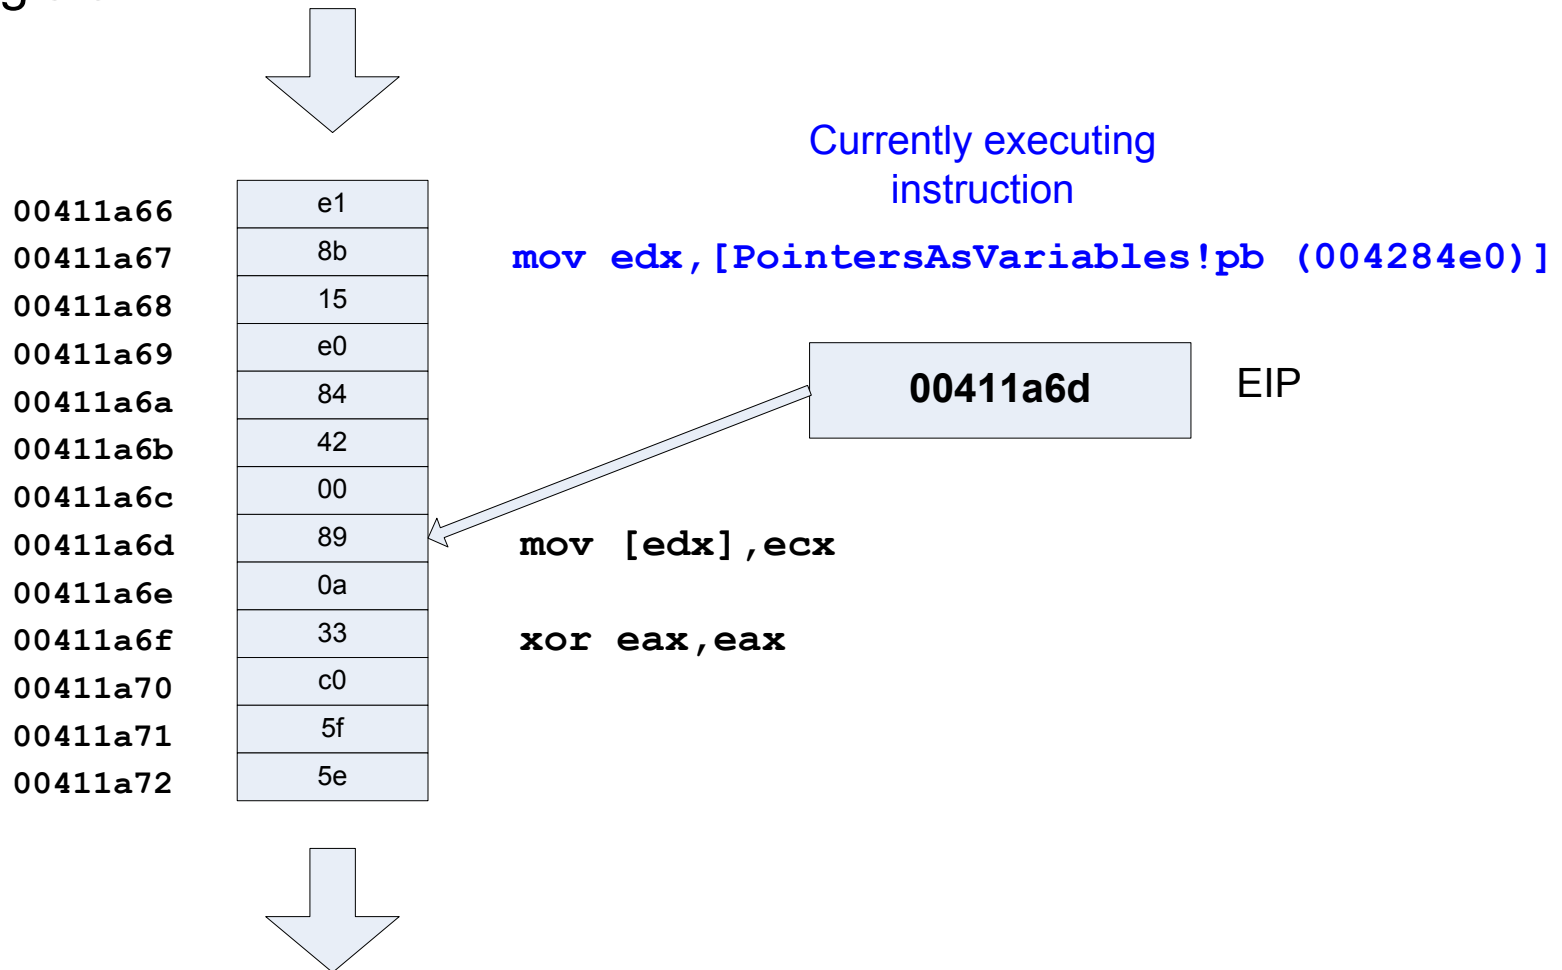 Currently executing
instruction
00411a66 e1
00411a67 8b mov edx,[PointersAsVariables!pb (004284e0)]
00411a68 15
00411a69 e0
00411a6a 84 00411a6d EIP
00411a6b 42
00411a6c 00
00411a6d 89 mov [edx],ecx
00411a6e 0a
00411a6f 33 xor eax,eax
00411a70 c0
00411a71 5f
00411a72 5e